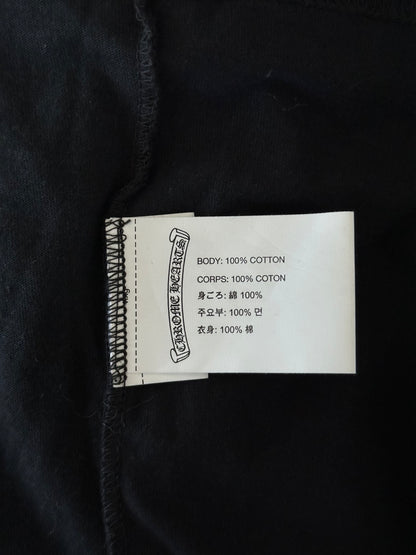 CHROME HEARTS
BODY: 100% COTTON
CORPS: 100% COTON
身ごろ: 綿 100%
주요부: 100% 면
衣身: 100% 棉